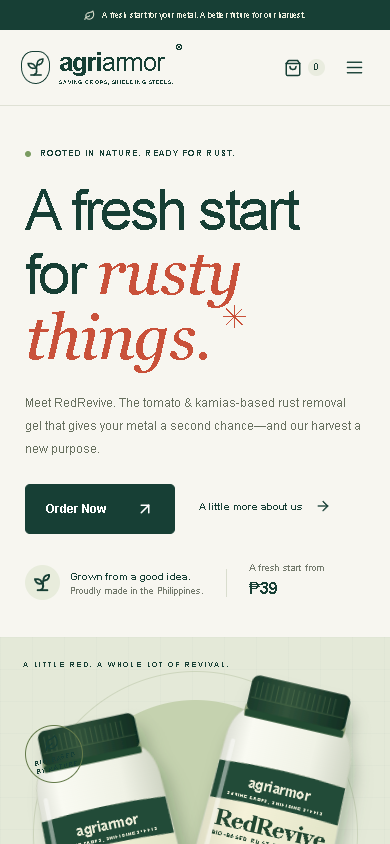 A fresh start for your metal. A better future for our harvest.
agriarmor
SAVING CROPS, SHIELDING STEELS.
0
ROOTED IN NATURE. READY FOR RUST.
A fresh start
for rusty
things.
Meet RedRevive. The tomato & kamias-based rust removal
gel that gives your metal a second chance—and our harvest a
new purpose.
Order Now
A little more about us
Grown from a good idea.
Proudly made in the Philippines.
A fresh start from
₱39
A LITTLE RED. A WHOLE LOT OF REVIVAL.
agriarmor
agriarmor
RedRevive